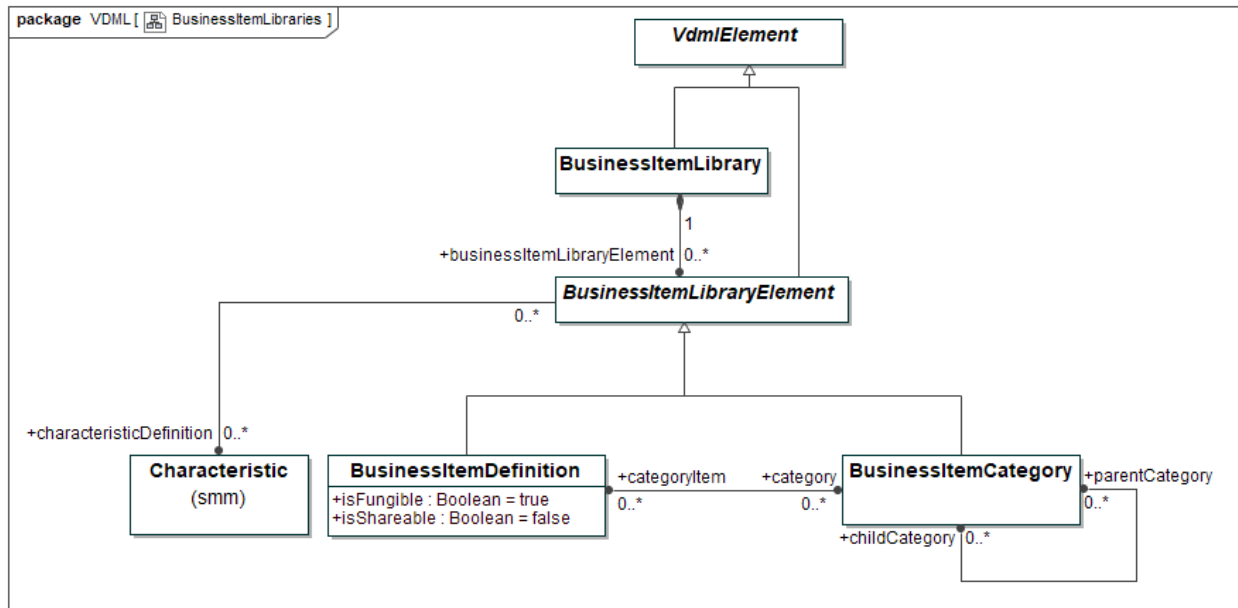 package VDML [ BusinessItemLibraries ]
VdmlElement
BusinessItemLibrary
1
+businessItemLibraryElement 0..*
BusinessItemLibraryElement
0..*
+characteristicDefinition 0..*
Characteristic
(smm)
BusinessItemDefinition
+isFungible : Boolean = true
+isShareable : Boolean = false
+categoryItem
0..*
+category
0..*
BusinessItemCategory
+parentCategory
0..*
+childCategory 0..*